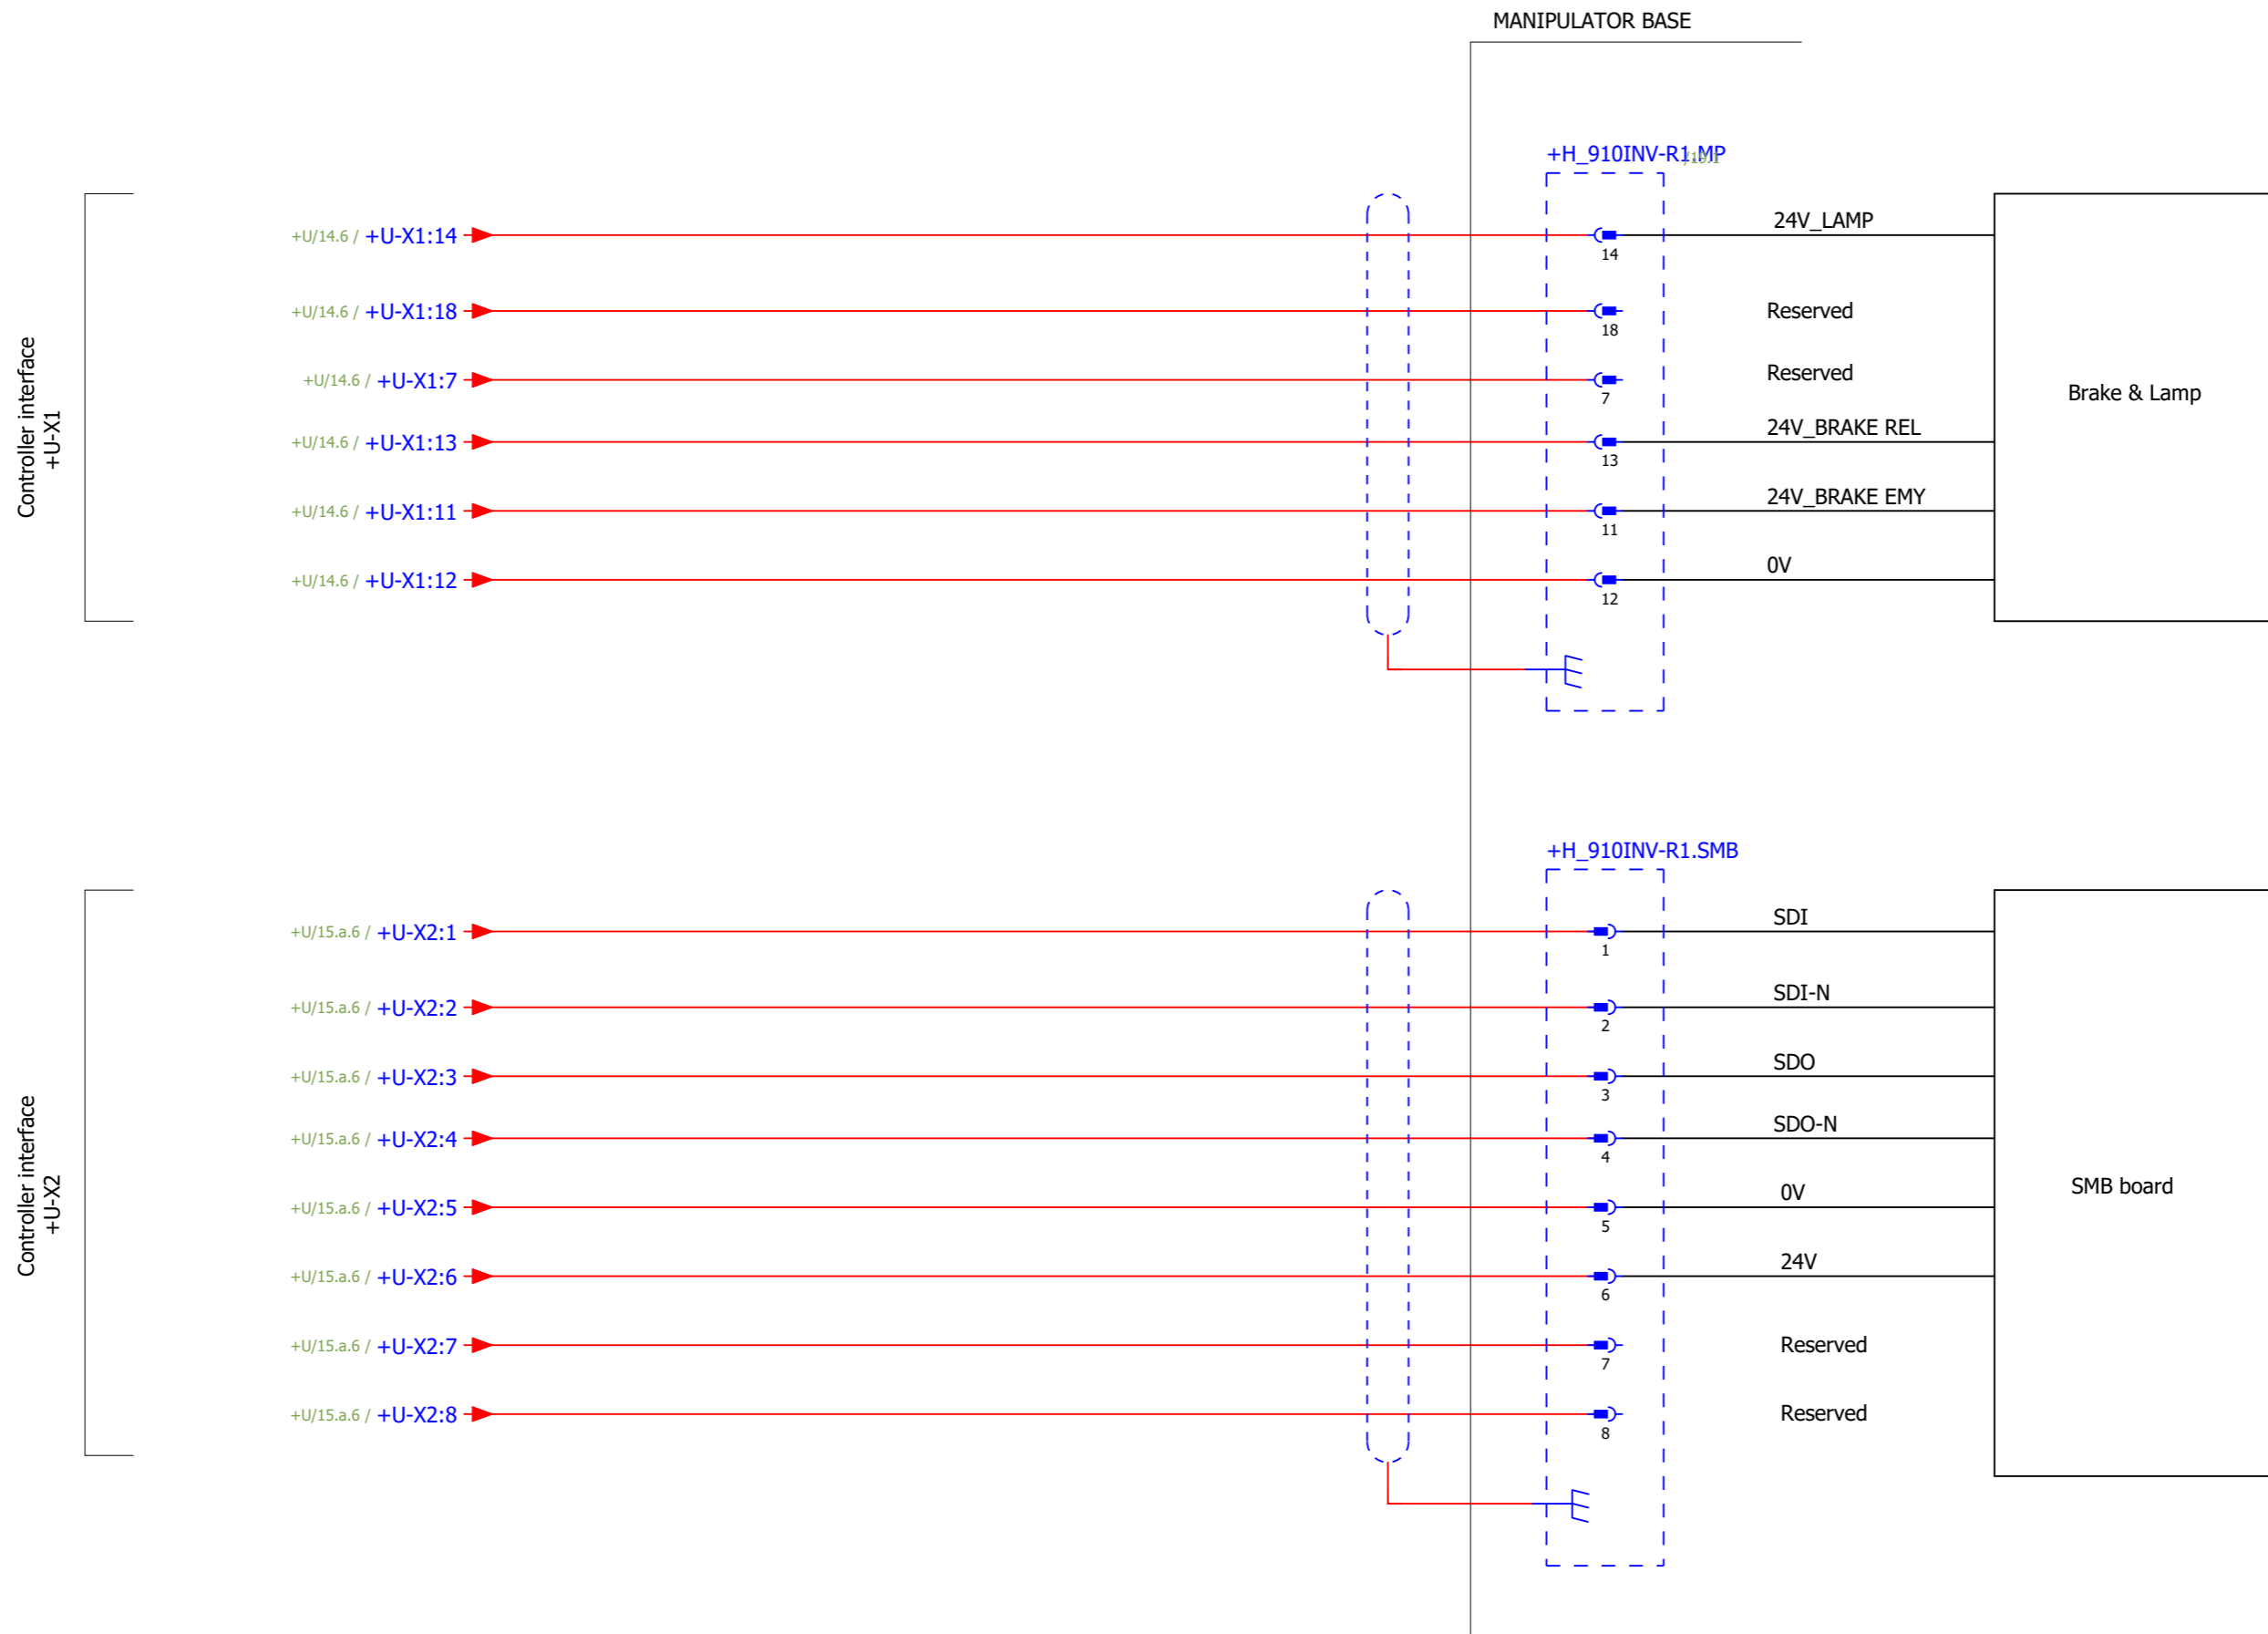 MANIPULATOR BASE
+H_910INV-R1.MP
/19.1
Controller interface
+U-X1
+U/14.6 / +U-X1:14
14
24V_LAMP
+U/14.6 / +U-X1:18
18
Reserved
+U/14.6 / +U-X1:7
7
Reserved
+U/14.6 / +U-X1:13
13
24V_BRAKE REL
+U/14.6 / +U-X1:11
11
24V_BRAKE EMY
+U/14.6 / +U-X1:12
12
0V
Brake & Lamp
+H_910INV-R1.SMB
Controller interface
+U-X2
+U/15.a.6 / +U-X2:1
1
SDI
+U/15.a.6 / +U-X2:2
2
SDI-N
+U/15.a.6 / +U-X2:3
3
SDO
+U/15.a.6 / +U-X2:4
4
SDO-N
+U/15.a.6 / +U-X2:5
5
0V
+U/15.a.6 / +U-X2:6
6
24V
+U/15.a.6 / +U-X2:7
7
Reserved
+U/15.a.6 / +U-X2:8
8
Reserved
SMB board